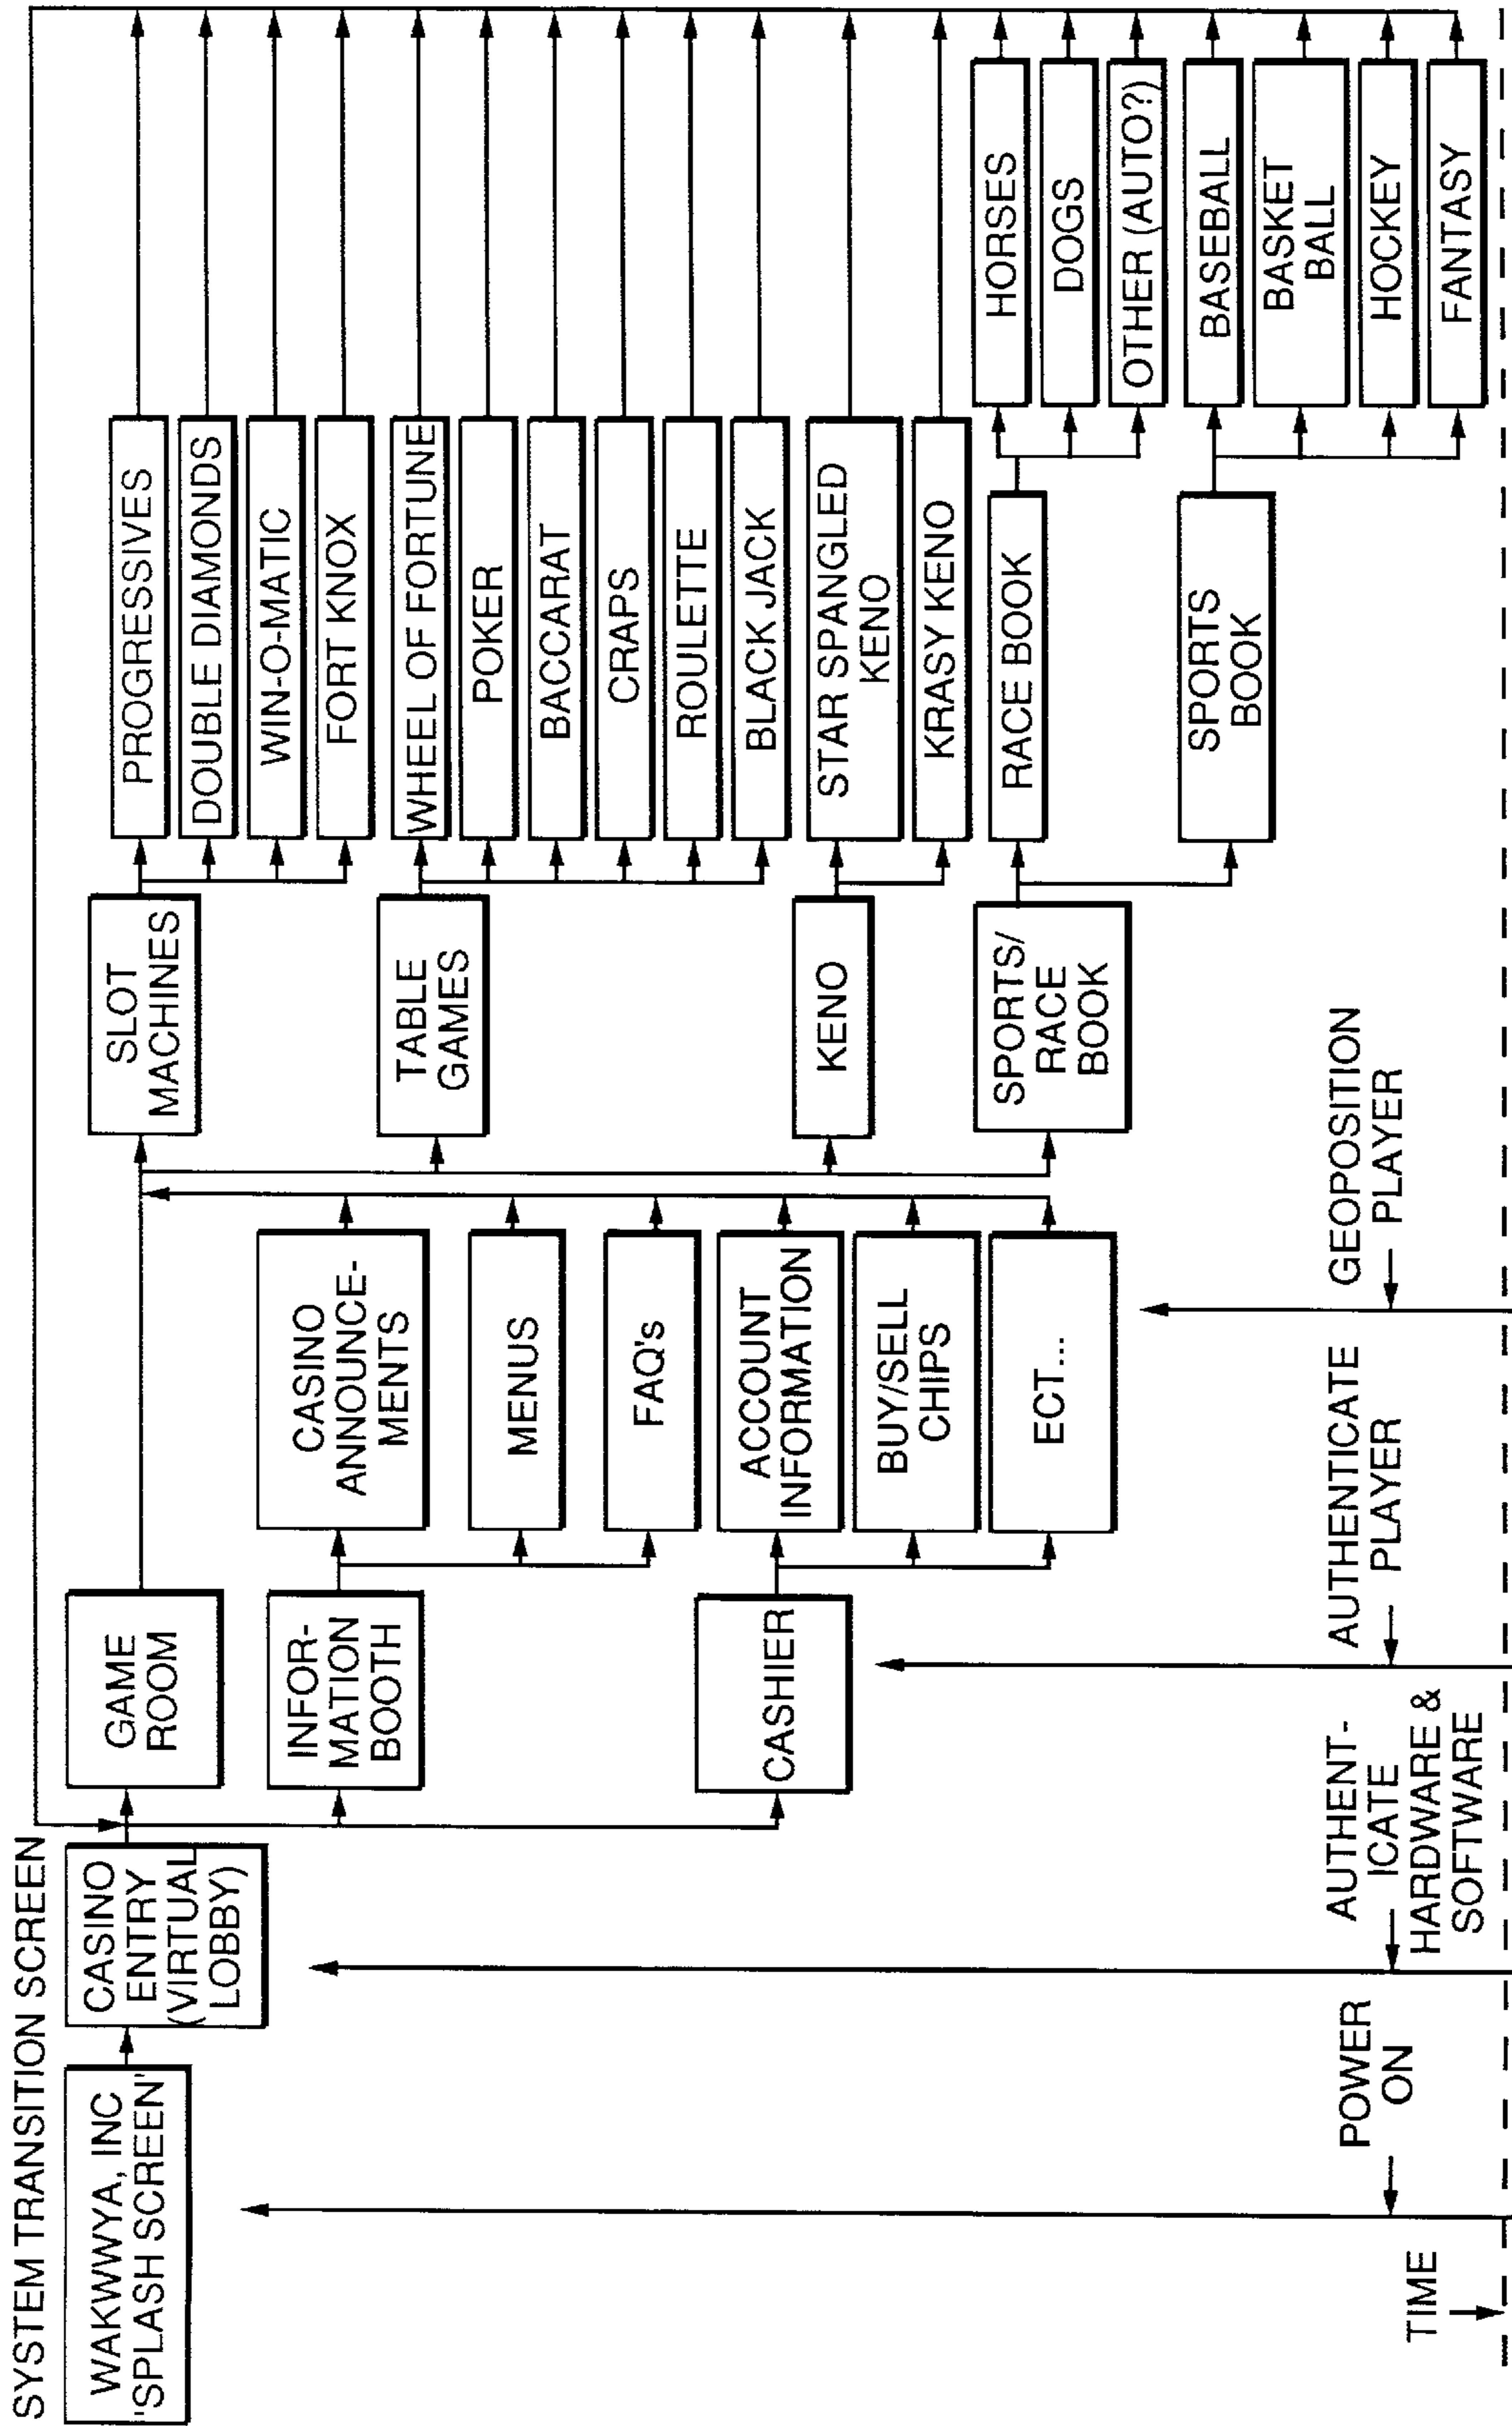 SYSTEM TRANSITION SCREEN
WAKWWYA, INC
'SPLASH SCREEN'
CASINO
ENTRY
(VIRTUAL
LOBBY)
GAME
ROOM
INFOR-
MATION
BOOTH
CASHIER
CASINO
ANNOUNCE-
MENTS
MENUS
FAQ's
ACCOUNT
INFORMATION
BUY/SELL
CHIPS
ECT...
SLOT
MACHINES
TABLE
GAMES
KENO
SPORTS/
RACE
BOOK
PROGRESSIVES
DOUBLE DIAMONDS
WIN-O-MATIC
FORT KNOX
WHEEL OF FORTUNE
POKER
BACCARAT
CRAPS
ROULETTE
BLACK JACK
STAR SPANGLED
KENO
KRASY KENO
RACE BOOK
SPORTS
BOOK
HORSES
DOGS
OTHER (AUTO?)
BASEBALL
BASKET
BALL
HOCKEY
FANTASY
TIME
POWER
ON
AUTHENT-
ICATE
HARDWARE &
SOFTWARE
AUTHENTICATE
PLAYER
GEOPOSITION
PLAYER